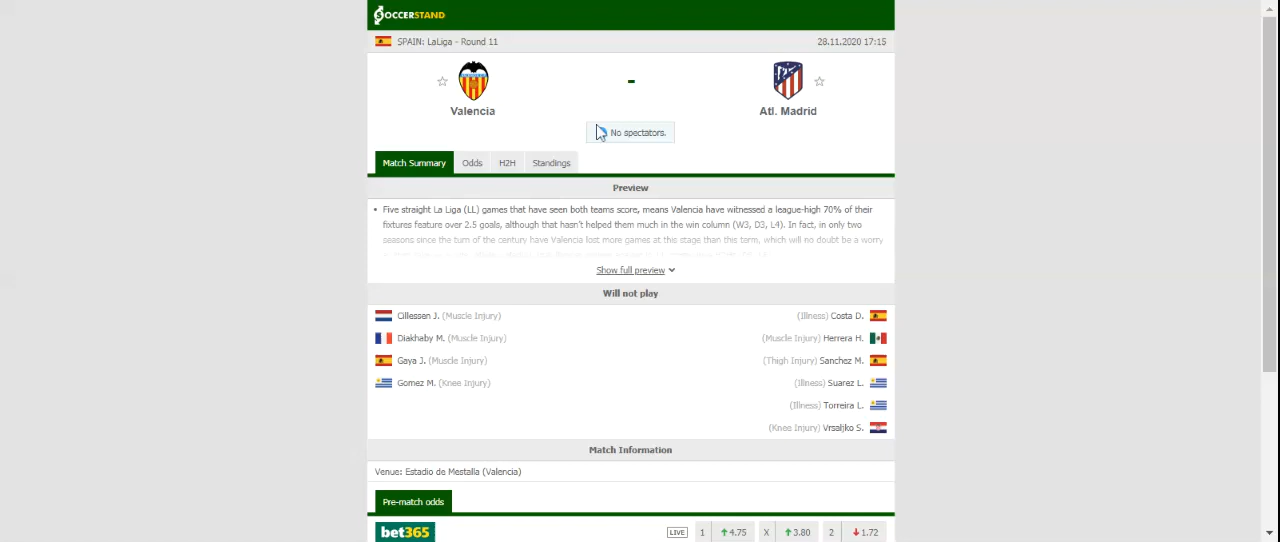 SOCCERSTAND
SPAIN: LaLiga - Round 11
28.11.2020 17:15
-
Valencia
Atl. Madrid
No spectators.
Match Summary
Odds
H2H
Standings
Preview
• Five straight La Liga (LL) games that have seen both teams score, means Valencia have witnessed a league-high 70% of their
fixtures feature over 2.5 goals, although that hasn't helped them much in the win column (W3, D3, L4). In fact, in only two
seasons since the turn of the century have Valencia lost more games at this stage than this term, which will no doubt be a worry
Show full preview
Will not play
Cillessen J. (Muscle Injury)
(Illness) Costa D.
Diakhaby M. (Muscle Injury)
(Muscle Injury) Herrera H.
Gaya J. (Muscle Injury)
(Thigh Injury) Sanchez M.
Gomez M. (Knee Injury)
(Illness) Suarez L.
(Illness) Torreira L.
(Knee Injury) Vrsaljko S.
Match Information
Venue: Estadio de Mestalla (Valencia)
Pre-match odds
bet365
LIVE
1
4.75
X
3.80
2
1.72